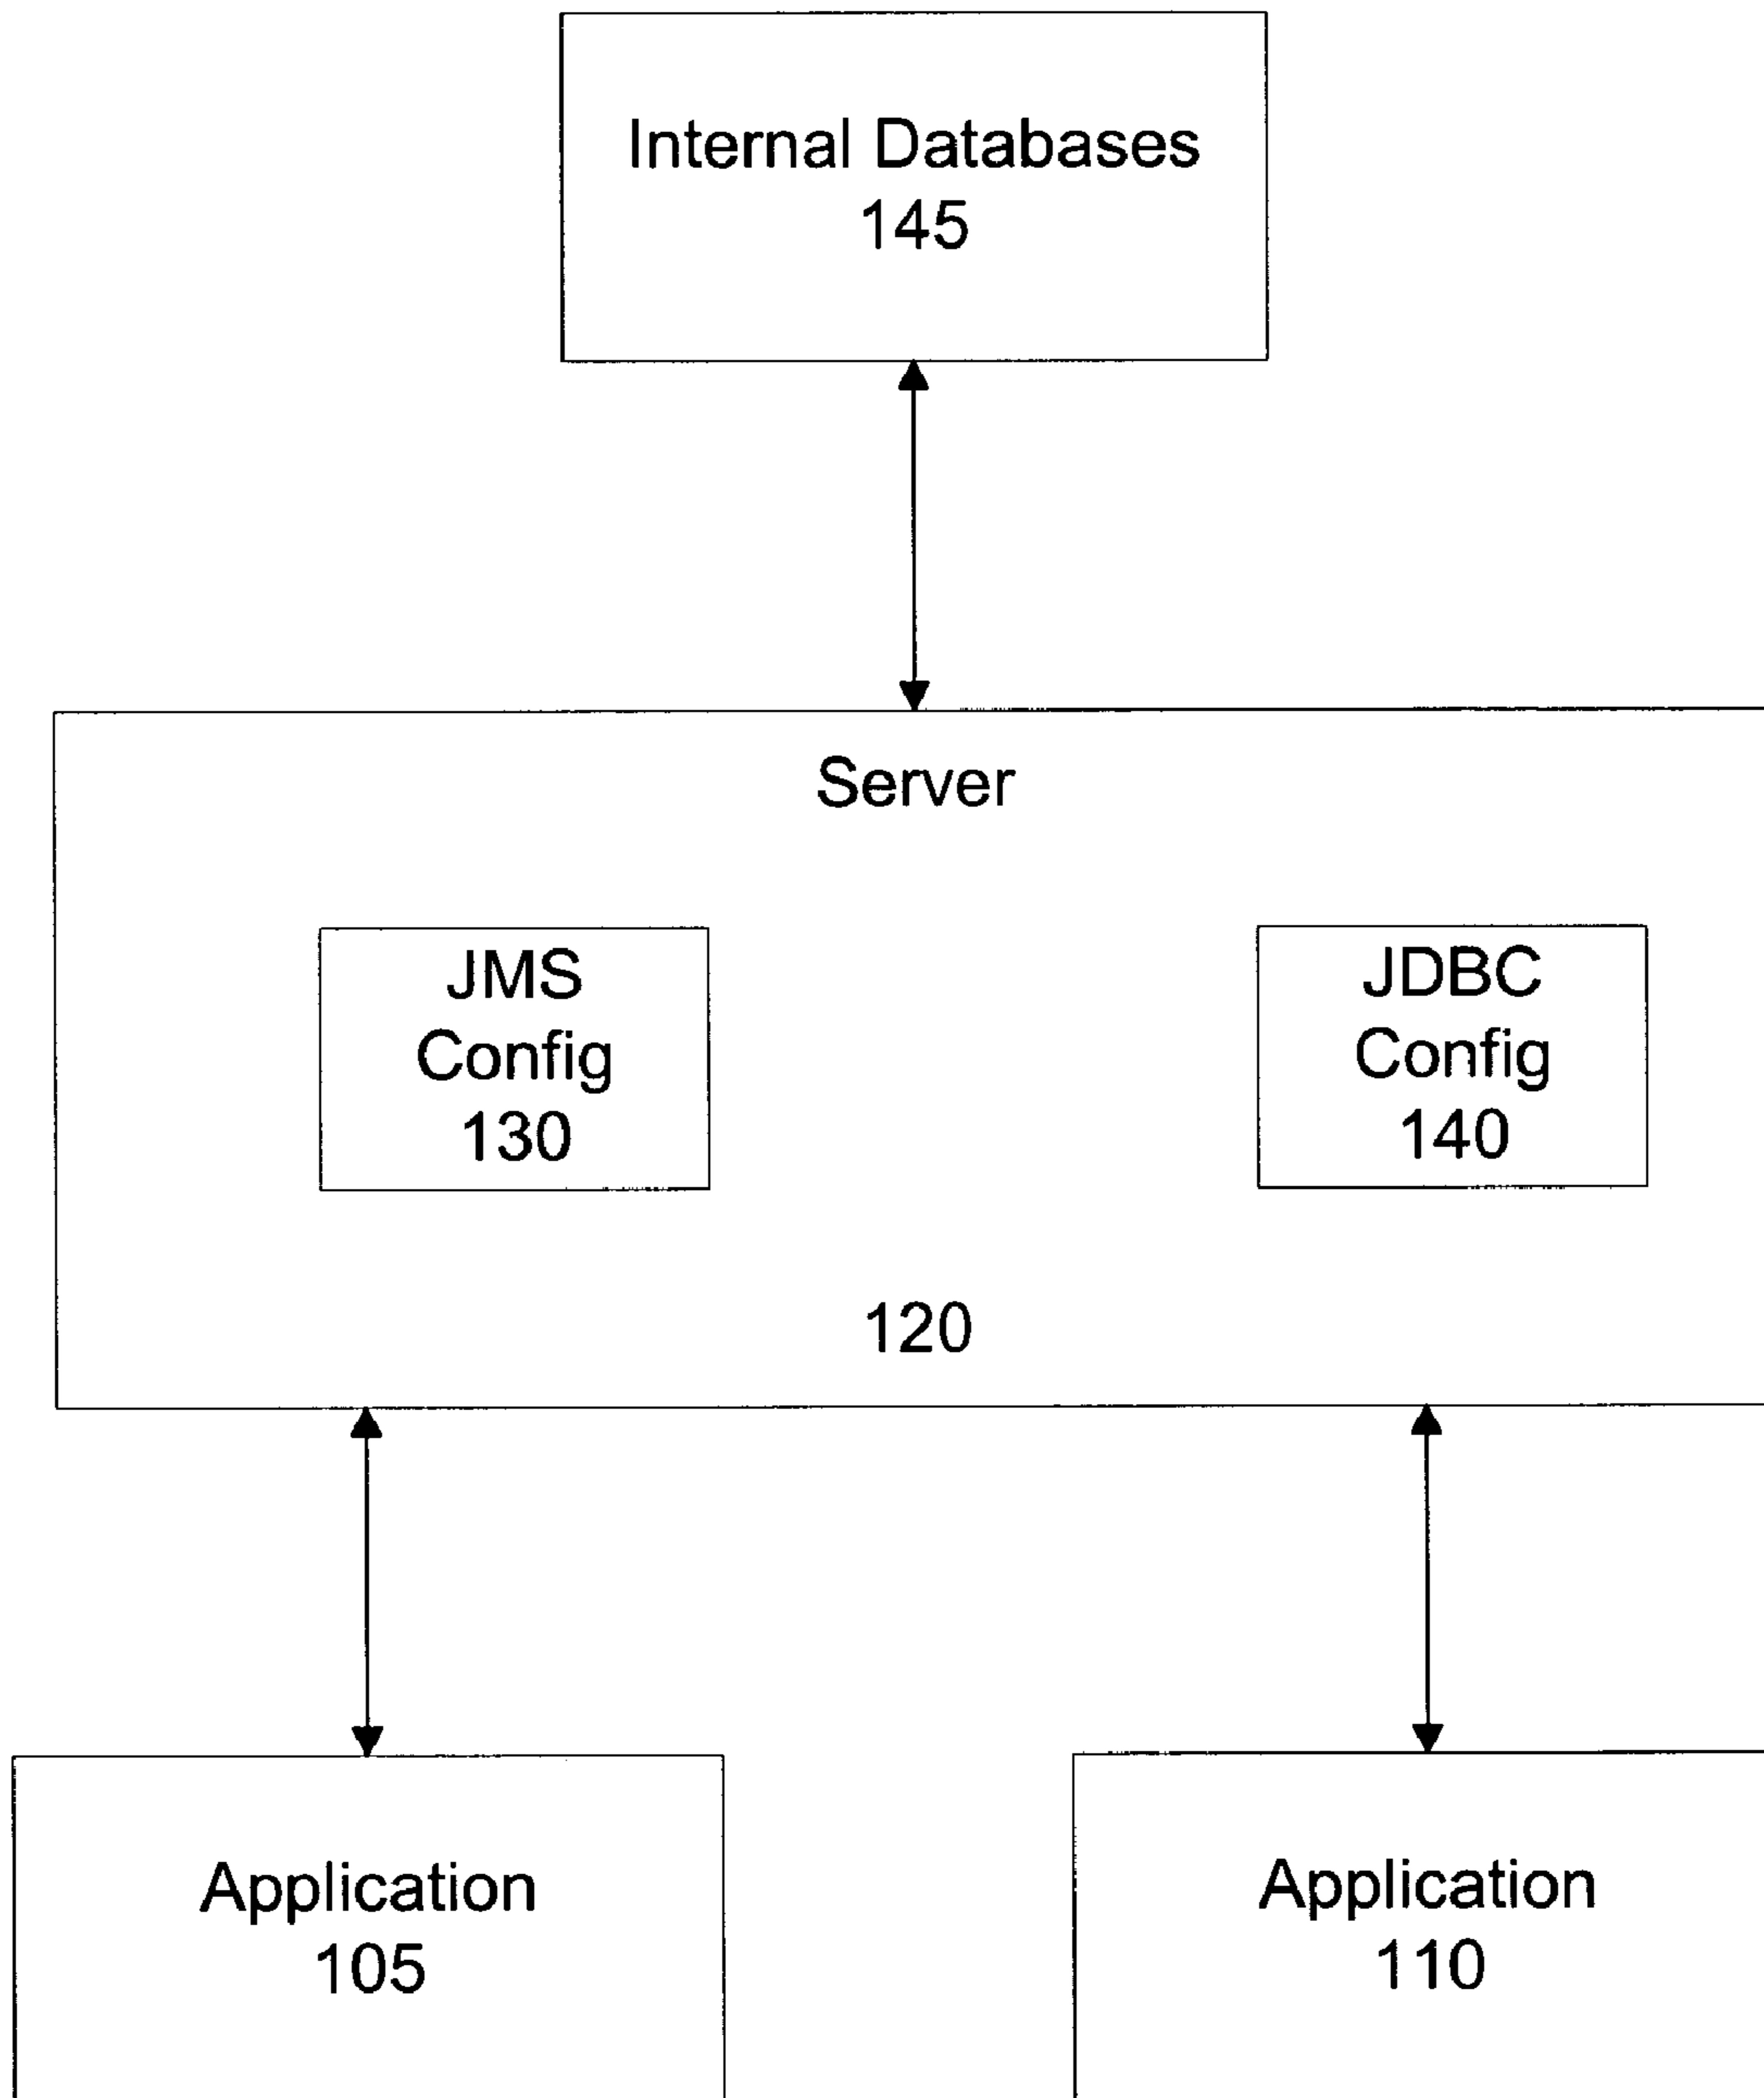 Internal Databases
145
Server
JMS
Config
130
JDBC
Config
140
120
Application
105
Application
110